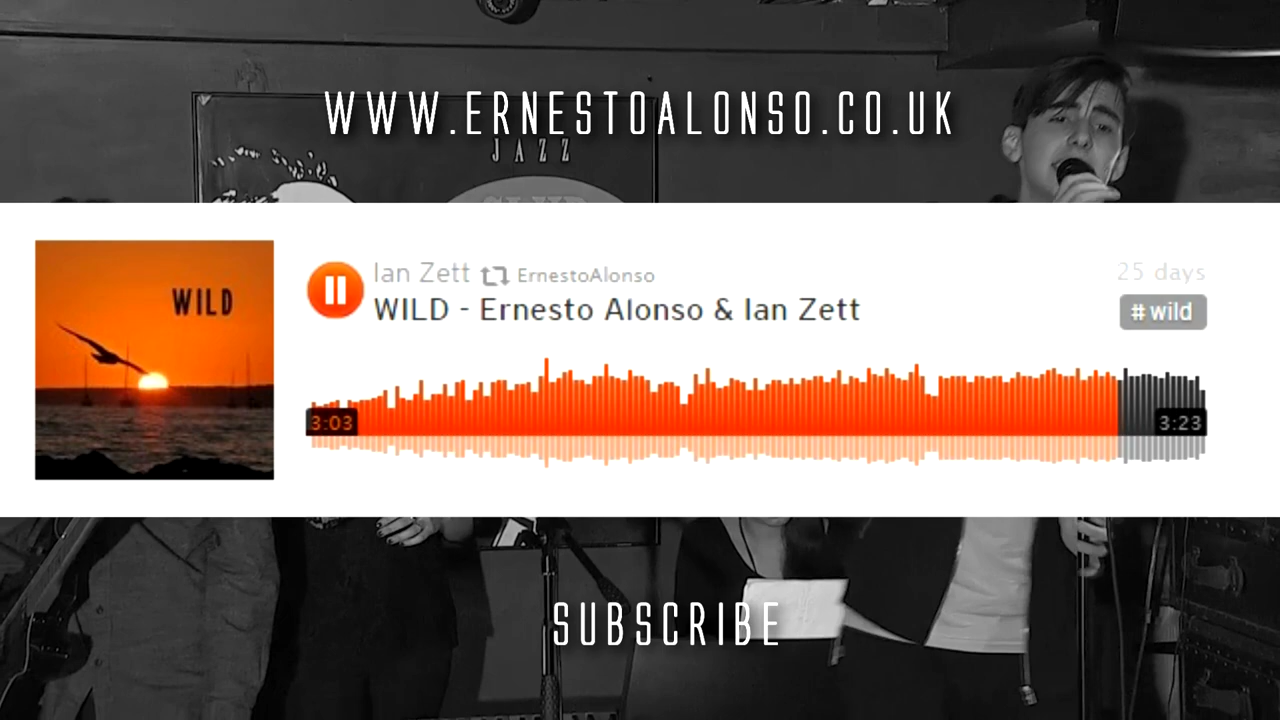 WWW.ERNESTOALONSO.CO.UK
JAZZ
WILD
Ian Zett ErnestoAlonso
25 days
WILD - Ernesto Alonso & Ian Zett
# wild
3:03
3:23
SUBSCRIBE